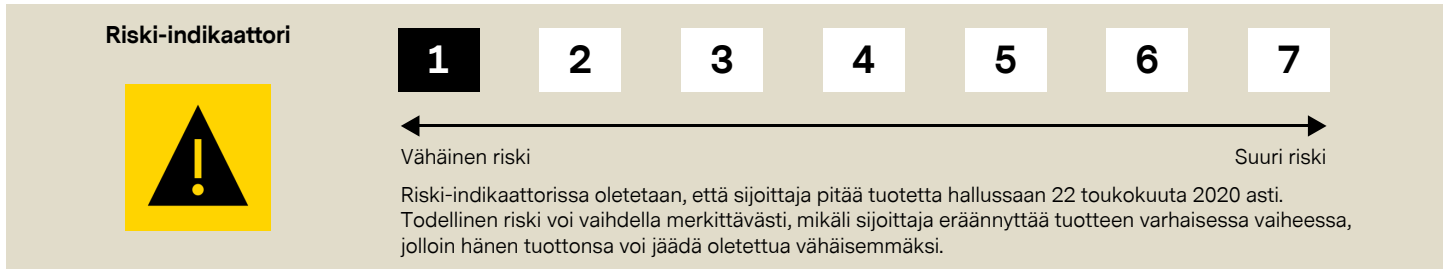 Riski-indikaattori
1 2 3 4 5 6 7
Vähäinen riski Suuri riski
Riski-indikaattorissa oletetaan, että sijoittaja pitää tuotetta hallussaan 22 toukokuuta 2020 asti.
Todellinen riski voi vaihdella merkittävästi, mikäli sijoittaja eräännyttää tuotteen varhaisessa vaiheessa,
jolloin hänen tuottonsa voi jäädä oletettua vähäisemmäksi.